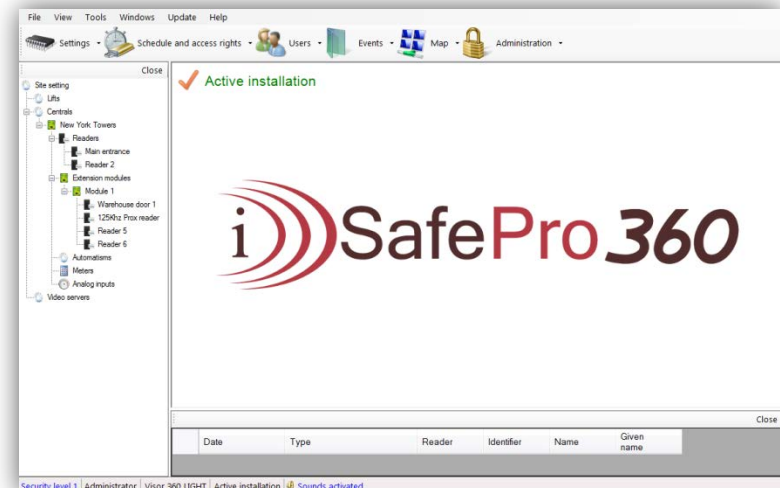 File View Tools Windows Update Help
Settings Schedule and access rights Users Events Map Administration
Close
Site setting
Lifts
Centrals
New York Towers
Readers
Main entrance
Reader 2
Extension modules
Module 1
Warehouse door 1
125Khz Prox reader
Reader 5
Reader 6
Automatisms
Meters
Analog inputs
Video servers
Active installation
i)))SafePro 360
Close
Date Type Reader Identifier Name Given name
Security level 1 Administrator Visor 360 LIGHT Active installation Sounds activated